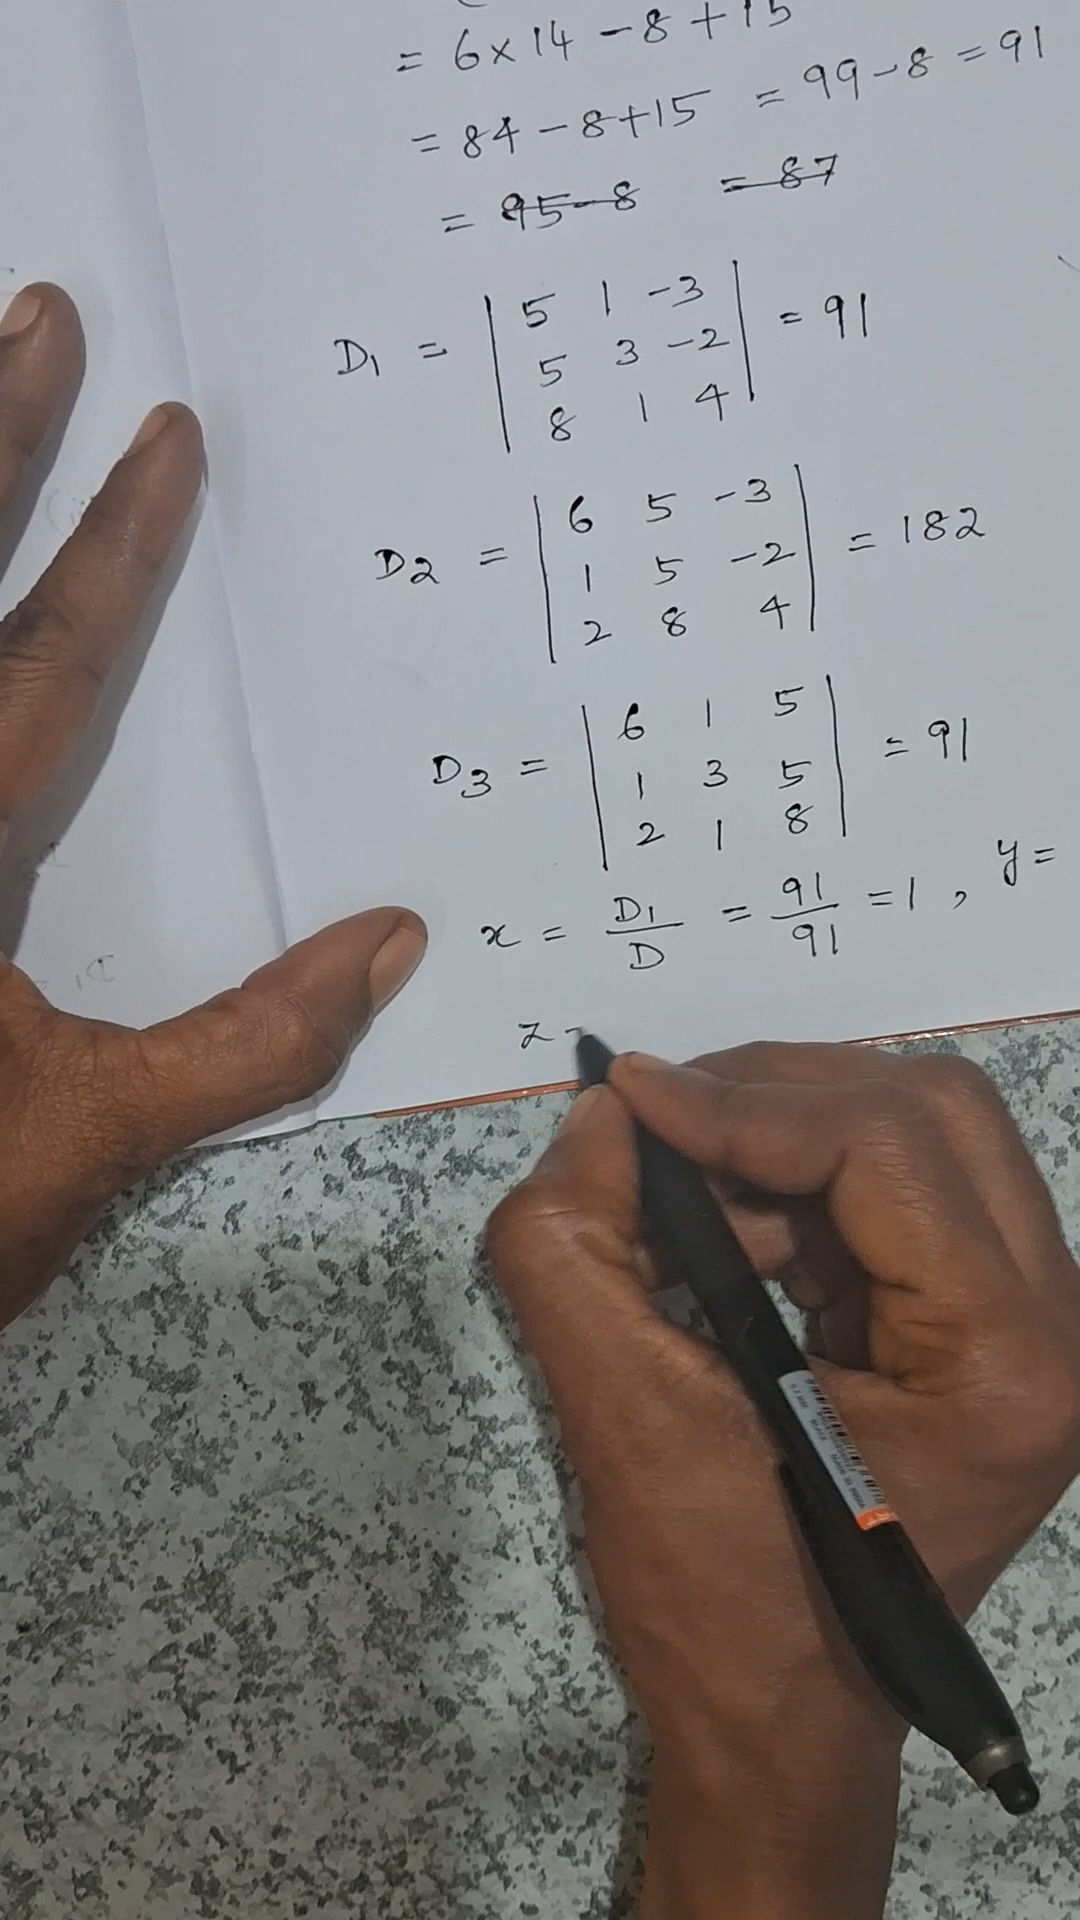 = 6×14 -8 +15
= 84 -8+15 = 99-8 = 91
= 95-8 = 87
D1 = | 5 1 -3 | = 91
5 3 -2
8 1 4
D2 = | 6 5 -3 | = 182
1 5 -2
2 8 4
D3 = | 6 1 5 | = 91
1 3 5
2 1 8
x = D1/D = 91/91 = 1, y =
z -